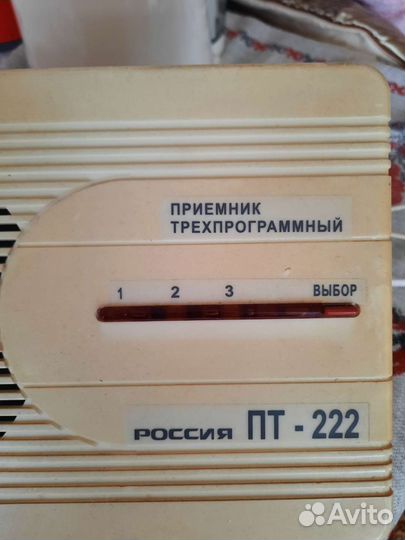 ПРИЕМНИК
ТРЕХПРОГРАММНЫЙ
1 2 3 ВЫБОР
РОССИЯ ПТ - 222
Avito